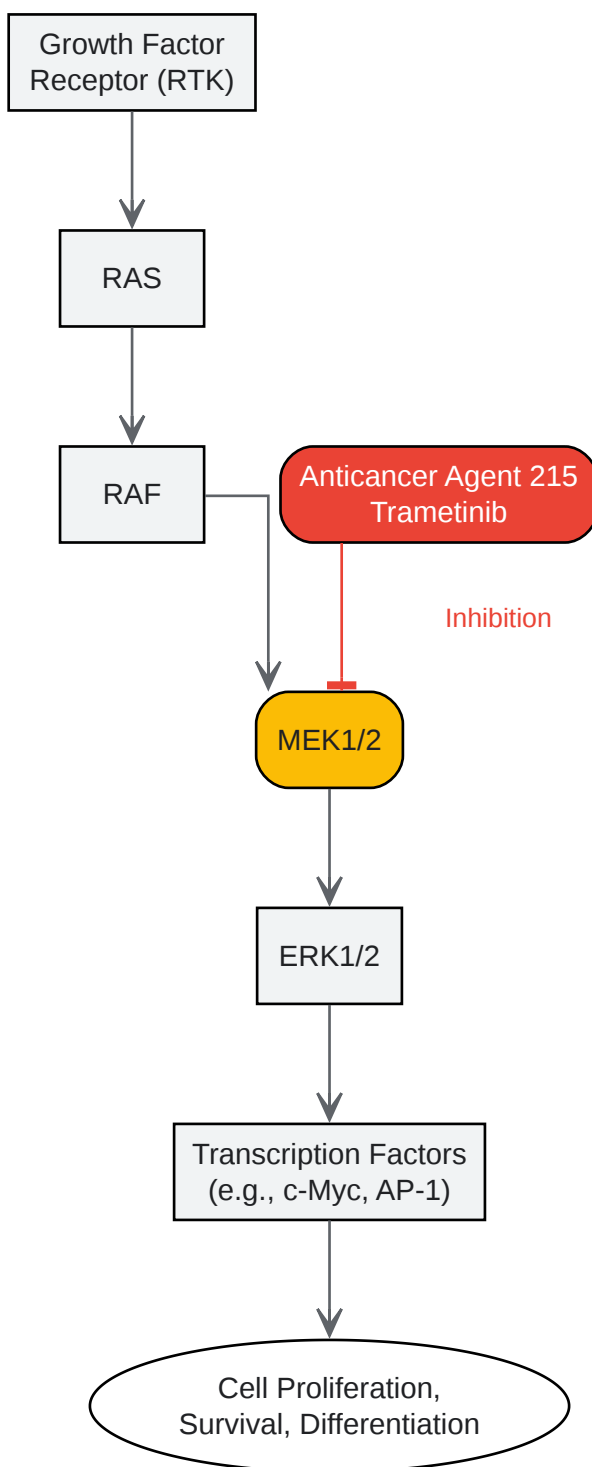 Growth Factor
Receptor (RTK)
RAS
RAF
Anticancer Agent 215
Trametinib
Inhibition
MEK1/2
ERK1/2
Transcription Factors
(e.g., c-Myc, AP-1)
Cell Proliferation,
Survival, Differentiation